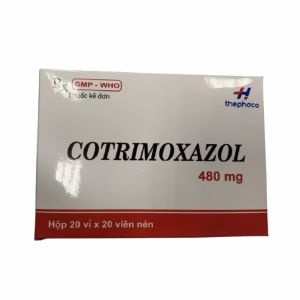 Rx GMP - WHO
Thuốc kê đơn
thephaco
COTRIMOXAZOL
480 mg
Hộp 20 vỉ x 20 viên nén